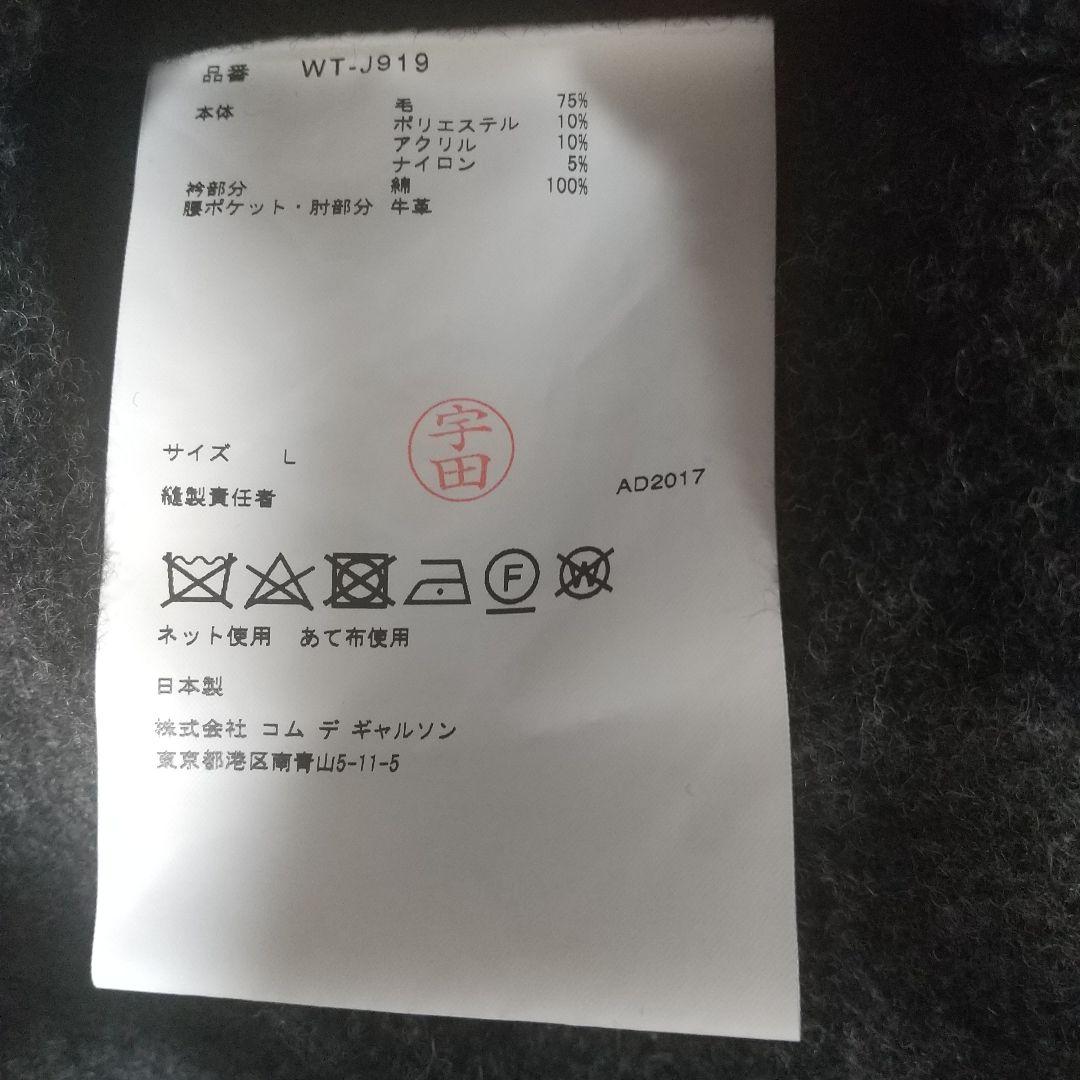 品番 WT-J919
本体 毛 75%
ポリエステル 10%
アクリル 10%
ナイロン 5%
衿部分 綿 100%
腰ポケット・肘部分 牛革
サイズ L
宇田
縫製責任者
AD2017
F
W
ネット使用 あて布使用
日本製
株式会社 コム デ ギャルソン
東京都港区南青山5-11-5